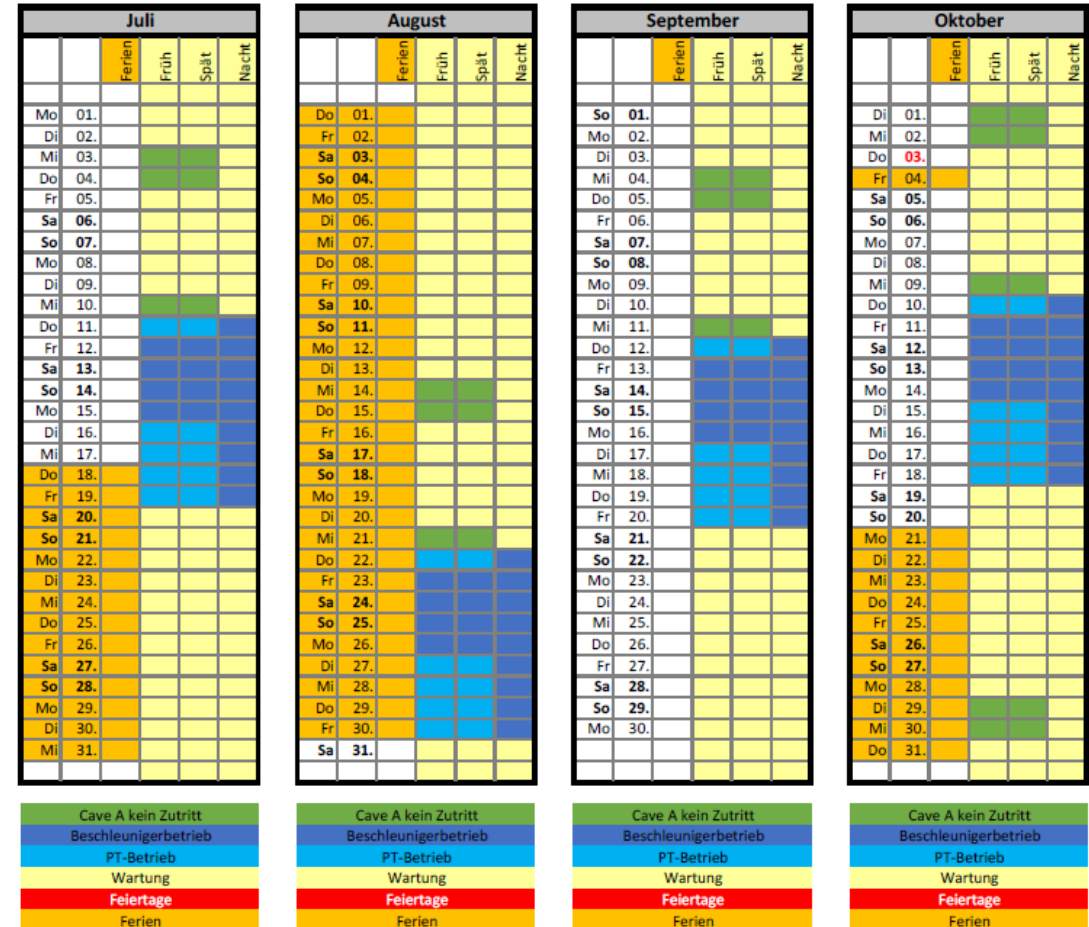 Juli August September Oktober
Ferien Früh Spät Nacht Ferien Früh Spät Nacht Ferien Früh Spät Nacht Ferien Früh Spät Nacht
Mo 01. Do 01. So 01. Di 01.
Di 02. Fr 02. Mo 02. Mi 02.
Mi 03. Sa 03. Di 03. Do 03.
Do 04. So 04. Mi 04. Fr 04.
Fr 05. Mo 05. Do 05. Sa 05.
Sa 06. Di 06. Fr 06. So 06.
So 07. Mi 07. Sa 07. Mo 07.
Mo 08. Do 08. So 08. Di 08.
Di 09. Fr 09. Mo 09. Mi 09.
Mi 10. Sa 10. Di 10. Do 10.
Do 11. So 11. Mi 11. Fr 11.
Fr 12. Mo 12. Do 12. Sa 12.
Sa 13. Di 13. Fr 13. So 13.
So 14. Mi 14. Sa 14. Mo 14.
Mo 15. Do 15. So 15. Di 15.
Di 16. Fr 16. Mo 16. Mi 16.
Mi 17. Sa 17. Di 17. Do 17.
Do 18. So 18. Mi 18. Fr 18.
Fr 19. Mo 19. Do 19. Sa 19.
Sa 20. Di 20. Fr 20. So 20.
So 21. Mi 21. Sa 21. Mo 21.
Mo 22. Do 22. So 22. Di 22.
Di 23. Fr 23. Mo 23. Mi 23.
Mi 24. Sa 24. Di 24. Do 24.
Do 25. So 25. Mi 25. Fr 25.
Fr 26. Mo 26. Do 26. Sa 26.
Sa 27. Di 27. Fr 27. So 27.
So 28. Mi 28. Sa 28. Mo 28.
Mo 29. Do 29. So 29. Di 29.
Di 30. Fr 30. Mo 30. Mi 30.
Mi 31. Sa 31. Do 31.
Cave A kein Zutritt Cave A kein Zutritt Cave A kein Zutritt Cave A kein Zutritt
Beschleunigerbetrieb Beschleunigerbetrieb Beschleunigerbetrieb Beschleunigerbetrieb
PT-Betrieb PT-Betrieb PT-Betrieb PT-Betrieb
Wartung Wartung Wartung Wartung
Feiertage Feiertage Feiertage Feiertage
Ferien Ferien Ferien Ferien